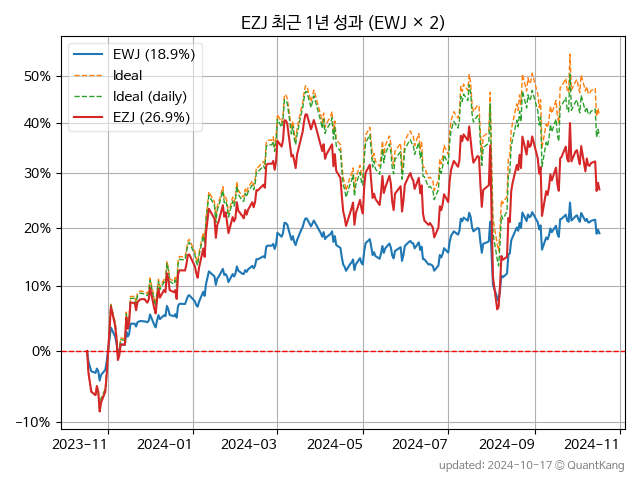 EZJ 최근 1년 성과 (EWJ × 2)
EWJ (18.9%)
Ideal
Ideal (daily)
EZJ (26.9%)
50%
40%
30%
20%
10%
0%
−10%
2023−11
2024−01
2024−03
2024−05
2024−07
2024−09
2024−11
updated: 2024-10-17 © QuantKang